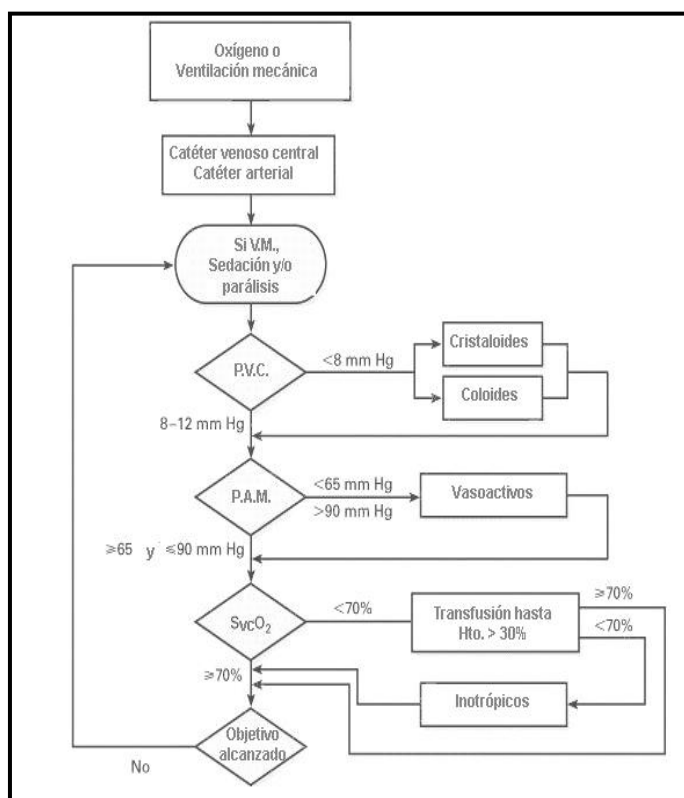 Oxígeno o
Ventilación mecánica
Catéter venoso central
Catéter arterial
Si V.M.,
Sedación y/o
parálisis
P.V.C.
<8 mm Hg
Cristaloides
Coloides
8–12 mm Hg
P.A.M.
<65 mm Hg
>90 mm Hg
Vasoactivos
≥65 y ≤90 mm Hg
SvcO2
<70%
Transfusión hasta
Hto. > 30%
≥70%
<70%
≥70%
Inotrópicos
Objetivo
alcanzado
No